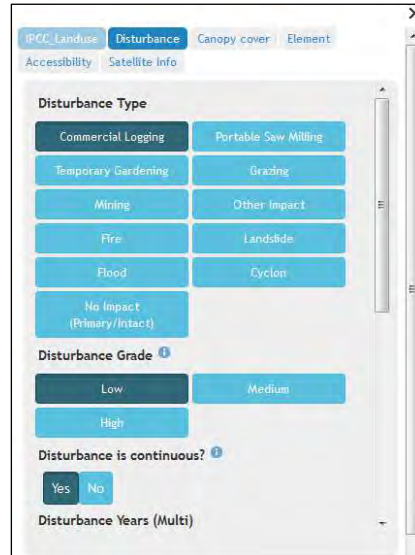 IPCC_Landuse Disturbance Canopy cover Element
Accessibility Satellite Info
Disturbance Type
Commercial Logging Portable Saw Milling
Temporary Gardening Grazing
Mining Other Impact
Fire Landslide
Flood Cyclon
No Impact
(Primary/Intact)
Disturbance Grade
Low Medium
High
Disturbance is continuous?
Yes No
Disturbance Years (Multi)